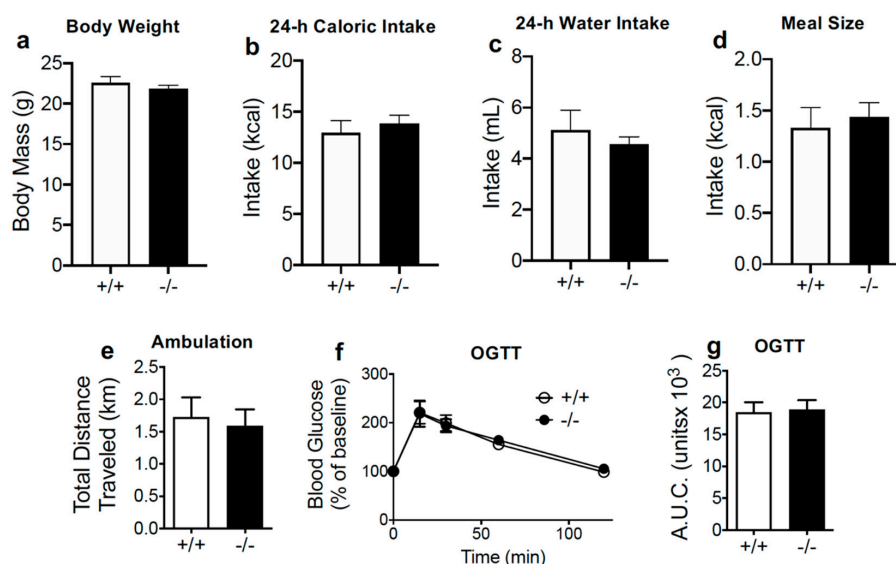 a
Body Weight
Body Mass (g)
25
20
15
10
5
0
+/+
-/-
b
24-h Caloric Intake
Intake (kcal)
20
15
10
5
0
+/+
-/-
c
24-h Water Intake
Intake (mL)
8
6
4
2
0
+/+
-/-
d
Meal Size
Intake (kcal)
2.0
1.5
1.0
0.5
0.0
+/+
-/-
e
Ambulation
Total Distance
Traveled (km)
2.5
2.0
1.5
1.0
0.5
0.0
+/+
-/-
f
OGTT
Blood Glucose
(% of baseline)
300
200
100
0
50
100
Time (min)
+/+
-/-
g
OGTT
A.U.C. (unitsx 10³)
25
20
15
10
5
0
+/+
-/-